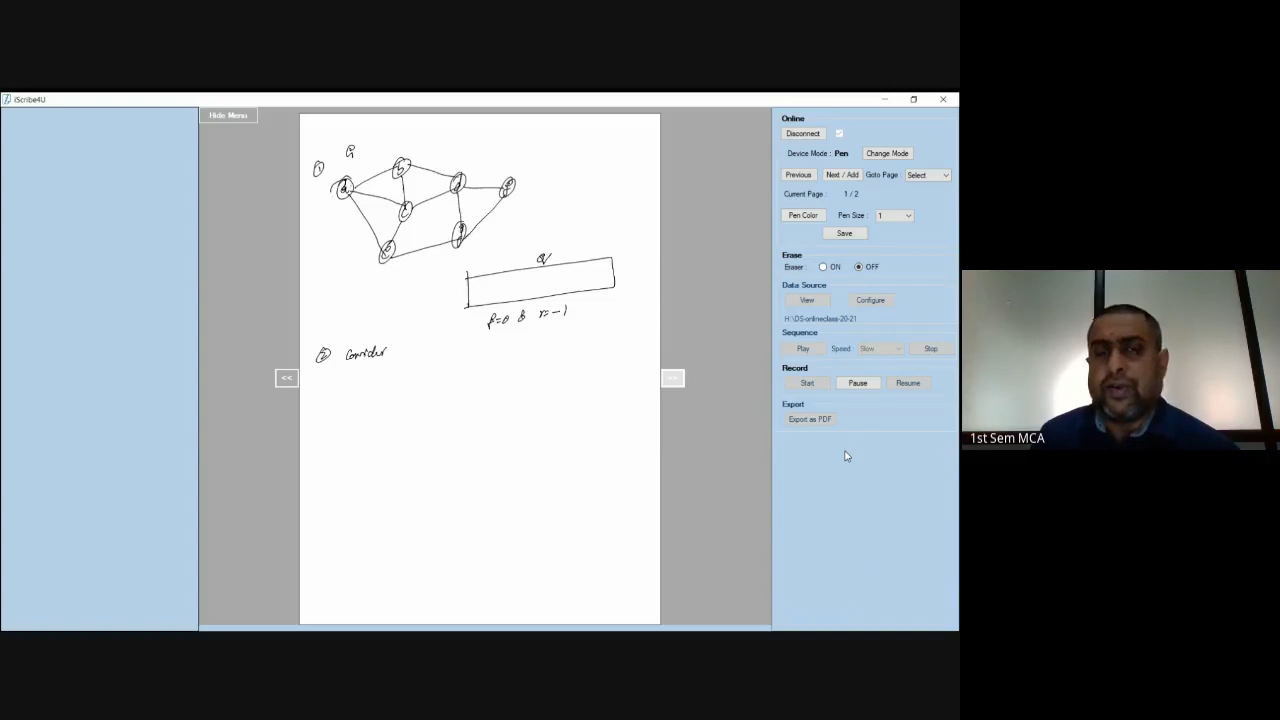 iScribe4U
Hide Menu
Online
Disconnect
Device Mode : Pen
Change Mode
Previous
Next / Add
Goto Page :
Select
Current Page :
1 / 2
Pen Color
Pen Size :
1
Save
Erase
Eraser :
ON
OFF
Data Source
View
Configure
H:\DS-onlineclass-20-21
Sequence
Play
Speed
Slow
Stop
Record
Start
Pause
Resume
Export
Export as PDF
<<
>>
1
G
a
b
c
d
Q
f=0 & r=-1
2 Consider
1st Sem MCA